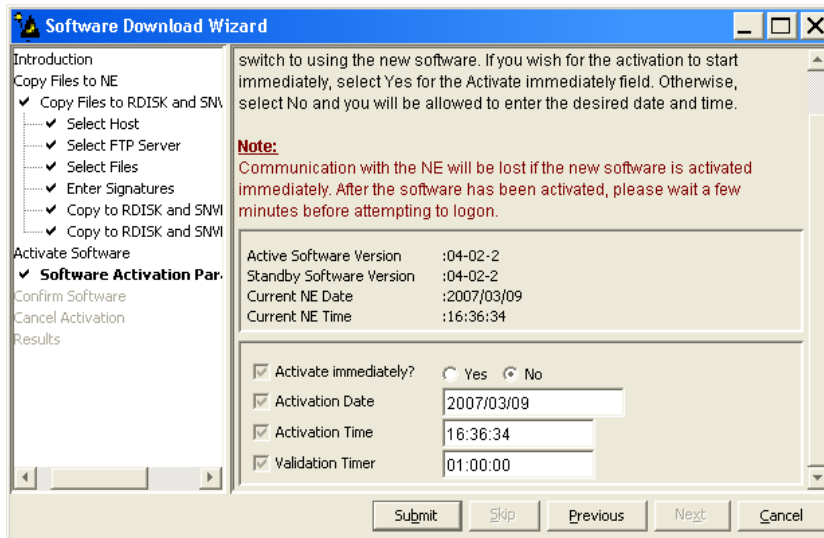 Software Download Wizard
Introduction
Copy Files to NE
Copy Files to RDISK and SNV
Select Host
Select FTP Server
Select Files
Enter Signatures
Copy to RDISK and SNV
Copy to RDISK and SNV
Activate Software
Software Activation Par
Confirm Software
Cancel Activation
Results
switch to using the new software. If you wish for the activation to start
immediately, select Yes for the Activate immediately field. Otherwise,
select No and you will be allowed to enter the desired date and time.
Note:
Communication with the NE will be lost if the new software is activated
immediately. After the software has been activated, please wait a few
minutes before attempting to logon.
Active Software Version :04-02-2
Standby Software Version :04-02-2
Current NE Date :2007/03/09
Current NE Time :16:36:34
Activate immediately? Yes No
Activation Date 2007/03/09
Activation Time 16:36:34
Validation Timer 01:00:00
Submit Skip Previous Next Cancel